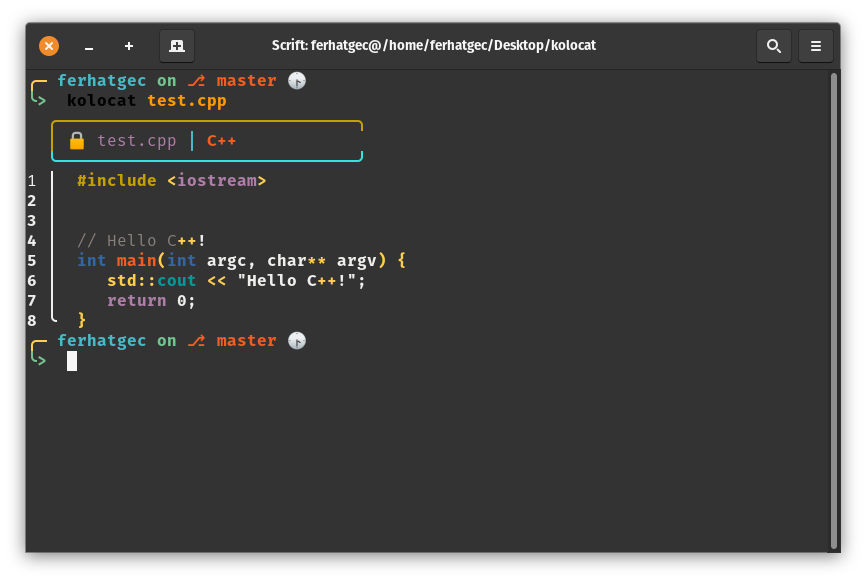 Scrift: ferhatgec@/home/ferhatgec/Desktop/kolocat
ferhatgec on ⎇ master 🕟
> kolocat test.cpp
🔒 test.cpp | C++
1 #include <iostream>
2
3
4 // Hello C++!
5 int main(int argc, char** argv) {
6 std::cout << "Hello C++!";
7 return 0;
8 }
ferhatgec on ⎇ master 🕟
>